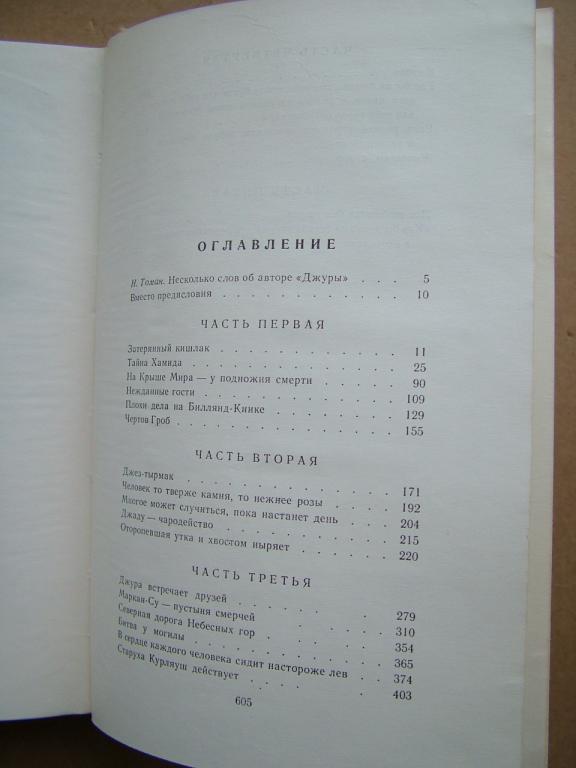 ОГЛАВЛЕНИЕ
Н. Томан. Несколько слов об авторе «Джуры» . . . 5
Вместо предисловия . . . . . . . . . . . . 10
ЧАСТЬ ПЕРВАЯ
Затерянный кишлак . . . . . . . . . . . . 11
Тайна Хамида . . . . . . . . . . . . 25
На Крыше Мира — у подножия смерти . . . . . . 90
Нежданные гости . . . . . . . . . . . . 109
Плохи дела на Биллянд-Киике . . . . . . . . 129
Чертов Гроб . . . . . . . . . . . . . 155
ЧАСТЬ ВТОРАЯ
Джез-тырмак . . . . . . . . . . . . . 171
Человек то тверже камня, то нежнее розы . . . . . 192
Многое может случиться, пока настанет день . . . . 204
Джаду — чародейство . . . . . . . . . . 215
Оторопевшая утка и хвостом ныряет . . . . . . 220
ЧАСТЬ ТРЕТЬЯ
Джура встречает друзей . . . . . . . . . 279
Маркан-Су — пустыня смерчей . . . . . . . 310
Северная дорога Небесных гор . . . . . . . 354
Битва у могилы . . . . . . . . . . . 365
В сердце каждого человека сидит настороже лев . . . 374
Старуха Курляуш действует . . . . . . . . 403
605